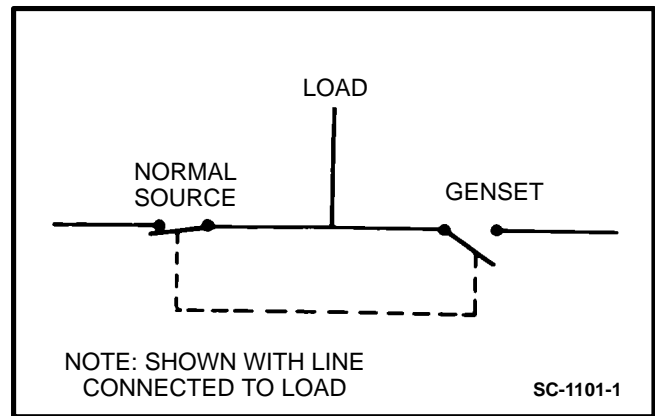 LOAD
NORMAL
SOURCE
GENSET
NOTE: SHOWN WITH LINE
CONNECTED TO LOAD
SC-1101-1